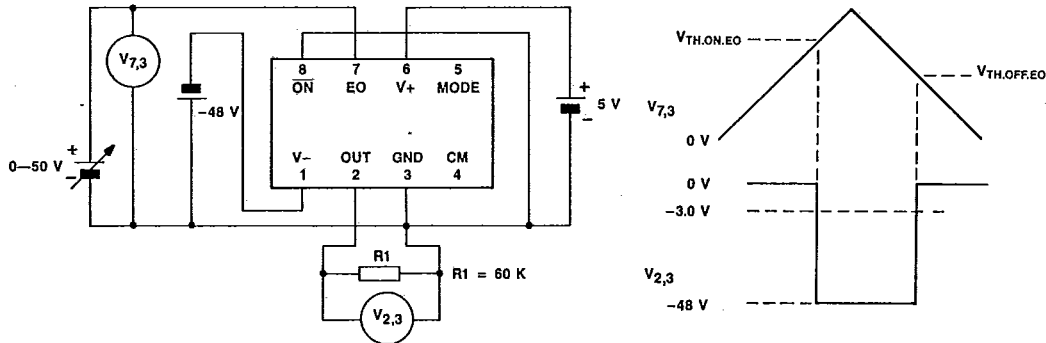 V7,3
0—50 V
+
−
−48 V
8 7 6 5
ON EO V+ MODE
V− OUT GND CM
1 2 3 4
+
−
5 V
R1
R1 = 60 K
V2,3
VTH.ON.EO
VTH.OFF.EO
V7,3
0 V
0 V
−3.0 V
V2,3
−48 V